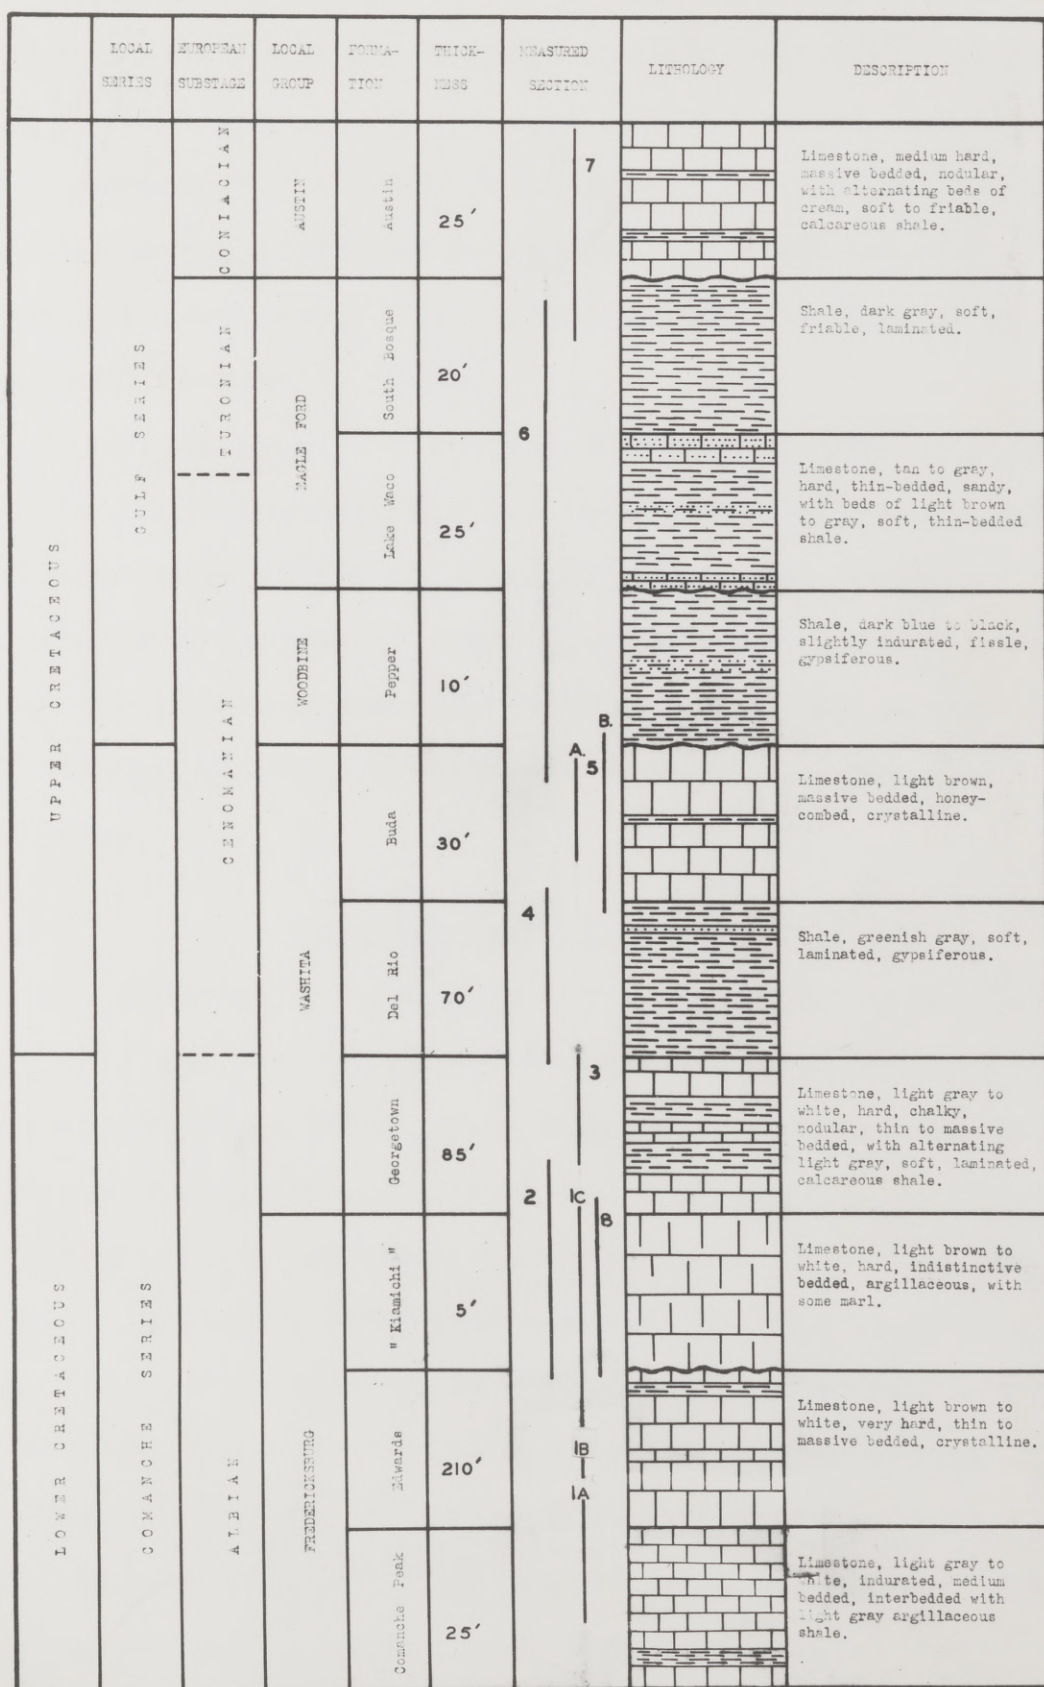 LOCAL SERIES
EUROPEAN SUBSTAGE
LOCAL GROUP
FORMA-TION
THICK-NESS
MEASURED SECTION
LITHOLOGY
DESCRIPTION
UPPER CRETACEOUS
LOWER CRETACEOUS
GULF SERIES
COMANCHE SERIES
CONIACIAN
TURONIAN
CENOMANIAN
ALBIAN
AUSTIN
EAGLE FORD
WOODBINE
WASHITA
FREDERICKSBURG
Austin
25'
7
Limestone, medium hard,
massive bedded, nodular,
with alternating beds of
cream, soft to friable,
calcareous shale.
South Bosque
20'
6
Shale, dark gray, soft,
friable, laminated.
Lake Waco
25'
Limestone, tan to gray,
hard, thin-bedded, sandy,
with beds of light brown
to gray, soft, thin-bedded
shale.
Pepper
10'
Shale, dark blue to black,
slightly indurated, fissle,
gypsiferous.
B.
A.
5
Buda
30'
Limestone, light brown,
massive bedded, honey-
combed, crystalline.
4
Del Rio
70'
Shale, greenish gray, soft,
laminated, gypsiferous.
3
Georgetown
85'
Limestone, light gray to
white, hard, chalky,
nodular, thin to massive
bedded, with alternating
light gray, soft, laminated,
calcareous shale.
2
1C
B
" Kiamichi "
5'
Limestone, light brown to
white, hard, indistinctive
bedded, argillaceous, with
some marl.
Edwards
210'
1B
1A
Limestone, light brown to
white, very hard, thin to
massive bedded, crystalline.
Comanche Peak
25'
Limestone, light gray to
white, indurated, medium
bedded, interbedded with
light gray argillaceous
shale.